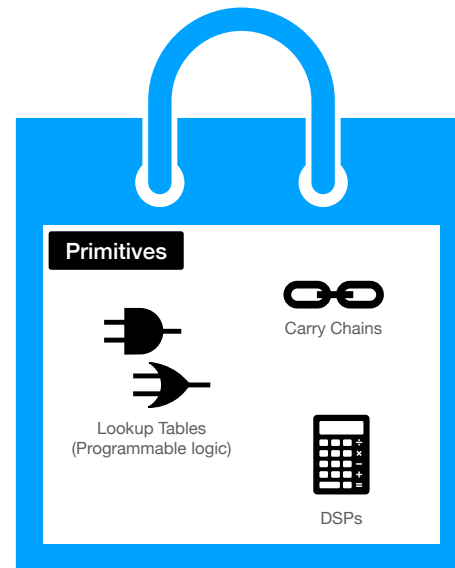 Primitives
Carry Chains
Lookup Tables
(Programmable logic)
÷
×
−
+
=
DSPs